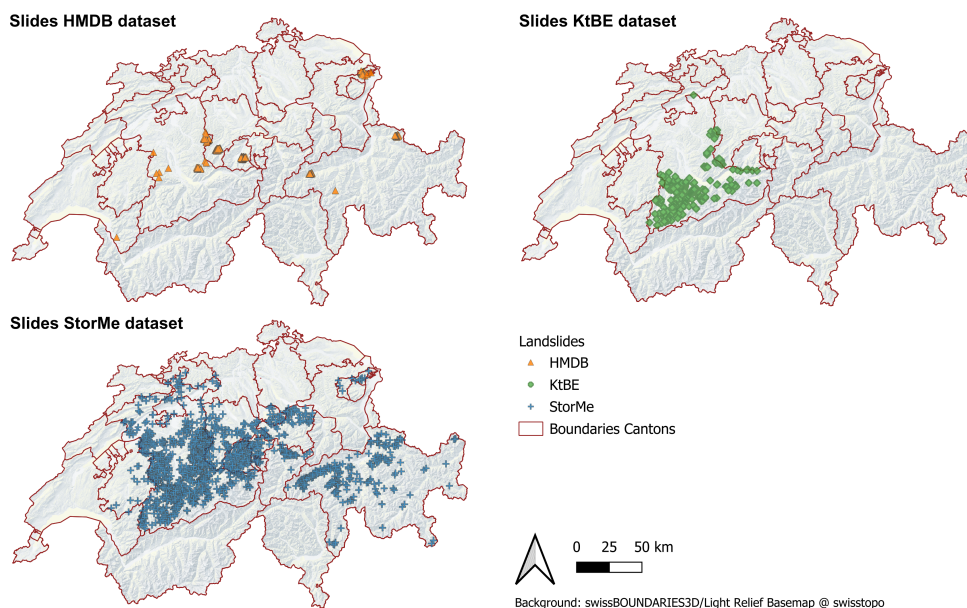 Slides HMDB dataset
Slides KtBE dataset
Slides StorMe dataset
Landslides
HMDB
KtBE
StorMe
Boundaries Cantons
0 25 50 km
Background: swissBOUNDARIES3D/Light Relief Basemap @ swisstopo